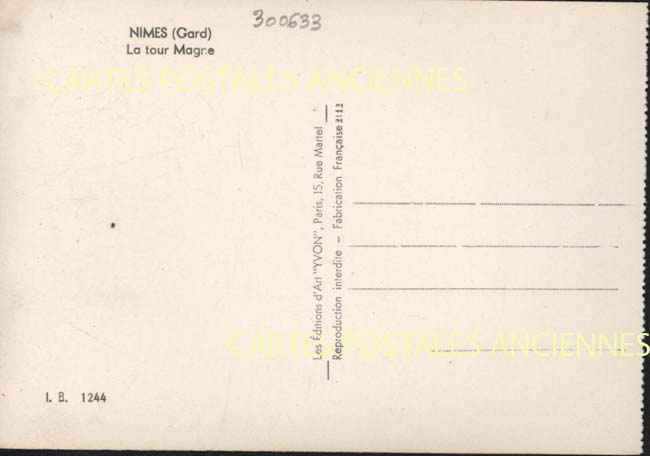 300633
NIMES (Gard)
La tour Magne
CARTES POSTALES ANCIENNES
Les Éditions d'Art "YVON", Paris, 15, Rue Martel
Reproduction interdite – Fabrication Française
CARTES POSTALES ANCIENNES
I. B. 1244